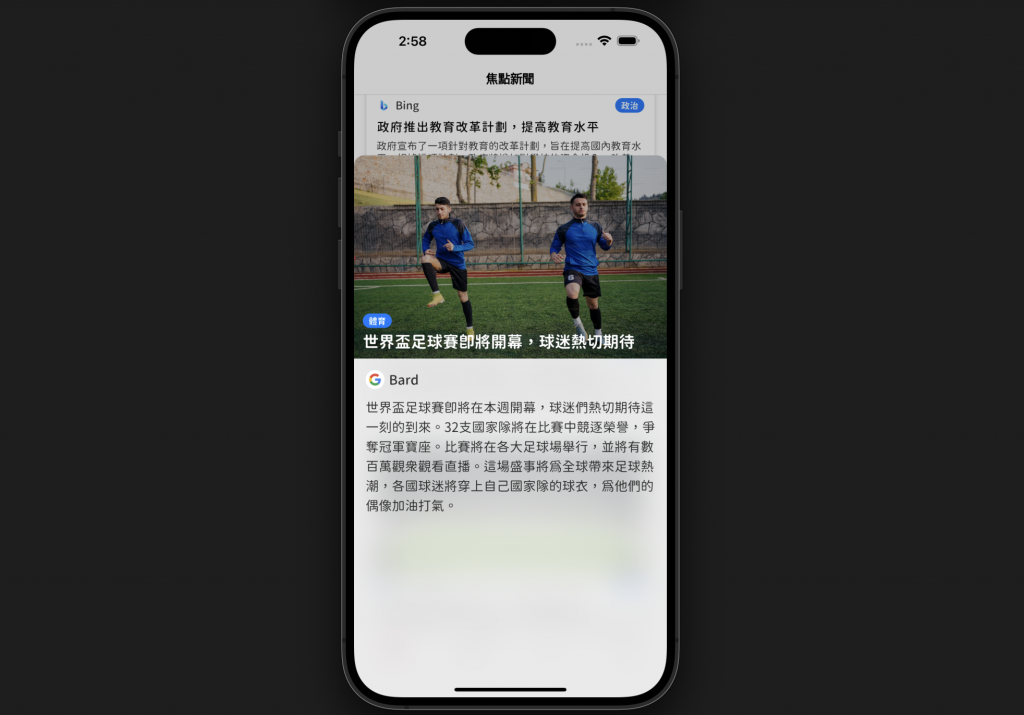 2:58
焦點新聞
Bing
政治
政府推出教育改革計劃，提高教育水平
政府宣布了一項針對教育的改革計劃，旨在提高國內教育水
體育
世界盃足球賽即將開幕，球迷熱切期待
Bard
世界盃足球賽即將在本週開幕，球迷們熱切期待這
一刻的到來。32支國家隊將在比賽中競逐榮譽，爭
奪冠軍寶座。比賽將在各大足球場舉行，並將有數
百萬觀眾觀看直播。這場盛事將為全球帶來足球熱
潮，各國球迷將穿上自己國家隊的球衣，為他們的
偶像加油打氣。